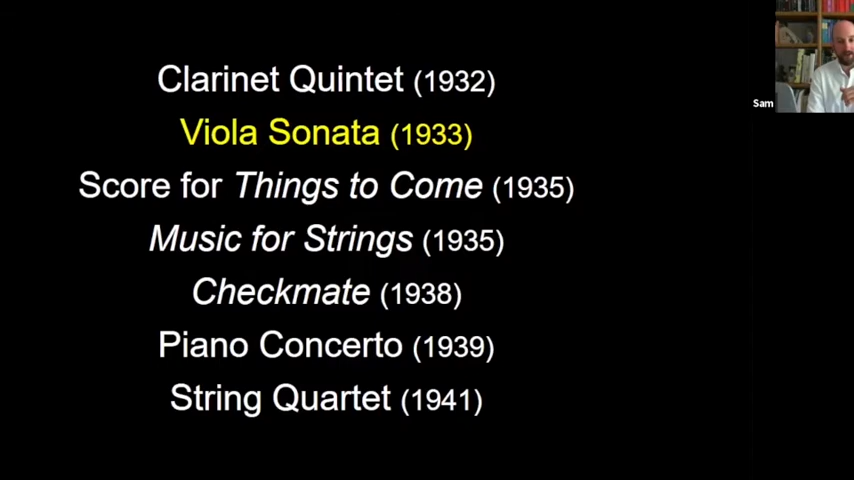 Clarinet Quintet (1932)
Viola Sonata (1933)
Score for Things to Come (1935)
Music for Strings (1935)
Checkmate (1938)
Piano Concerto (1939)
String Quartet (1941)
Sam